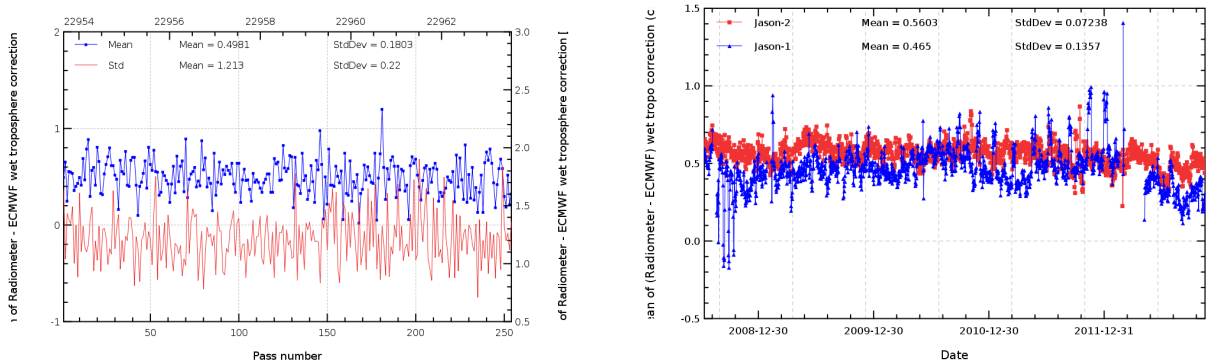 22954 22956 22958 22960 22962
Mean Mean = 0.4981 StdDev = 0.1803
Std Mean = 1.213 StdDev = 0.22
2
1
0
-1
3.0
2.5
2.0
1.5
1.0
0.5
of Radiometer - ECMWF wet troposphere correction
of Radiometer - ECMWF wet troposphere correction [
50 100 150 200 250
Pass number
Jason-2 Mean = 0.5603 StdDev = 0.07238
Jason-1 Mean = 0.465 StdDev = 0.1357
1.5
1.0
0.5
0.0
-0.5
of (Radiometer - ECMWF) wet tropo correction (c
2008-12-30 2009-12-30 2010-12-30 2011-12-31
Date